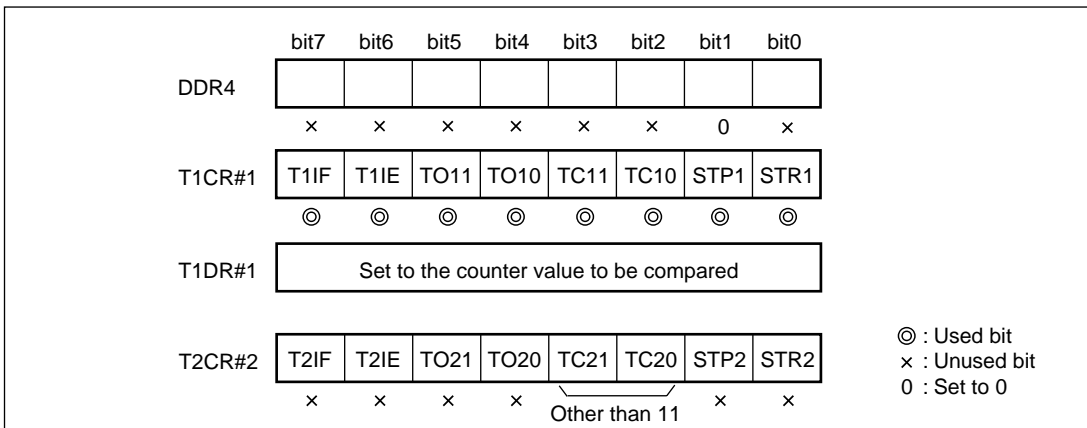 bit7 bit6 bit5 bit4 bit3 bit2 bit1 bit0
DDR4
× × × × × × 0 ×
T1CR#1 T1IF T1IE TO11 TO10 TC11 TC10 STP1 STR1
◎ ◎ ◎ ◎ ◎ ◎ ◎ ◎
T1DR#1 Set to the counter value to be compared
T2CR#2 T2IF T2IE TO21 TO20 TC21 TC20 STP2 STR2
× × × × Other than 11 × ×
◎ : Used bit
× : Unused bit
0 : Set to 0